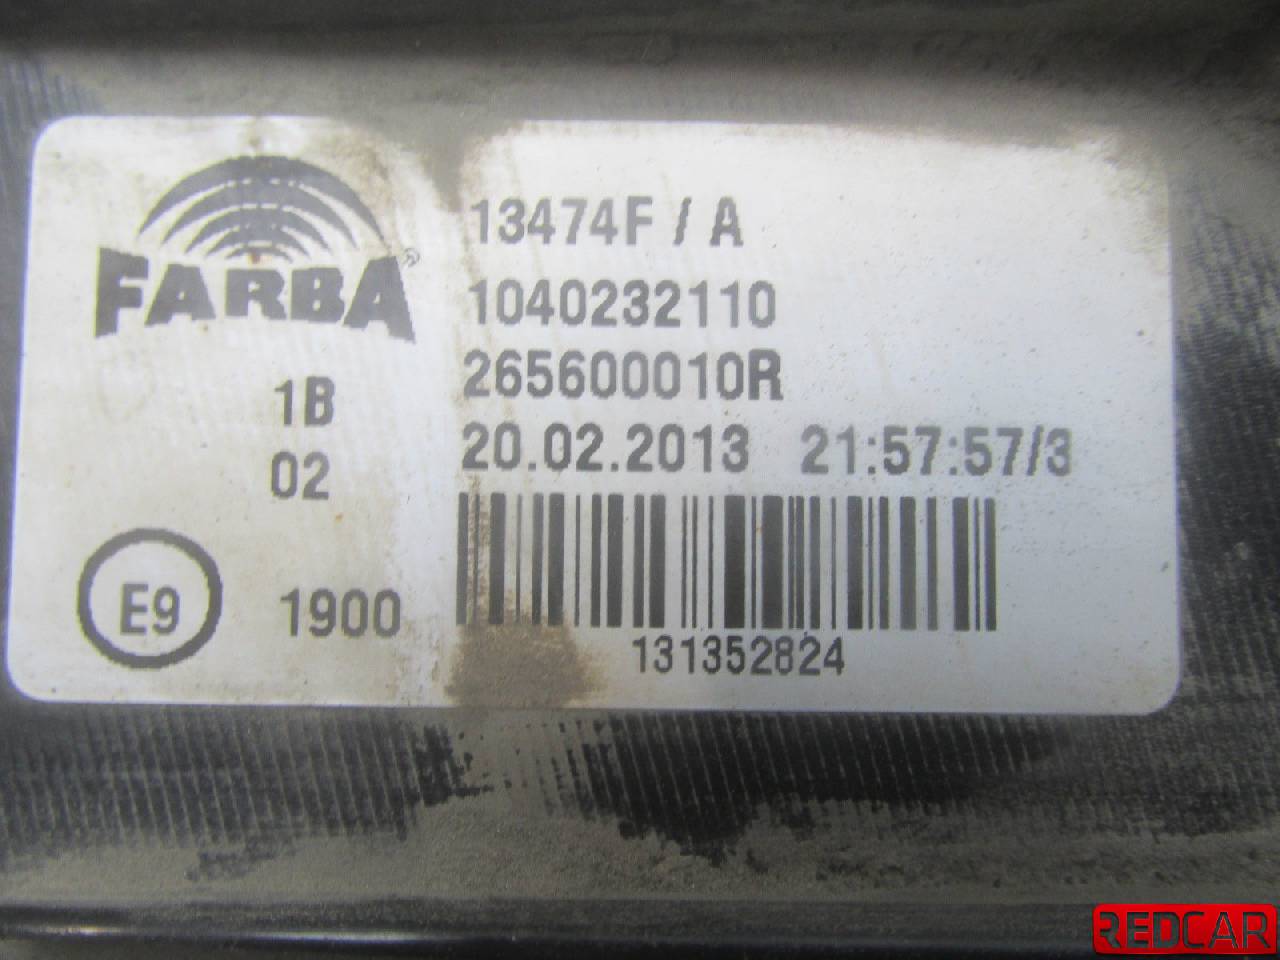 FARBA®
13474F / A
1040232110
265600010R
1B
20.02.2013 21:57:57/3
02
E9
1900
131352824
REDCAR